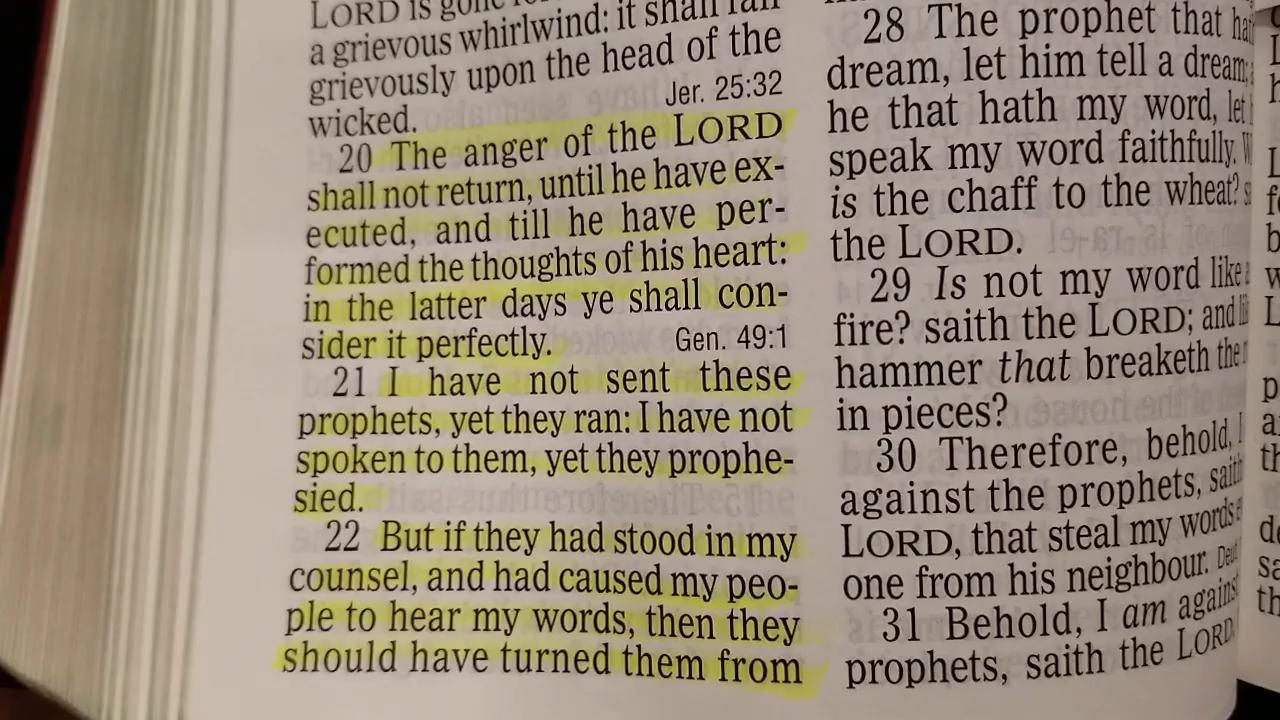 LORD is gone
a grievous whirlwind: it shall fall
grievously upon the head of the
wicked. Jer. 25:32
20 The anger of the LORD
shall not return, until he have ex-
ecuted, and till he have per-
formed the thoughts of his heart:
in the latter days ye shall con-
sider it perfectly. Gen. 49:1
21 I have not sent these
prophets, yet they ran: I have not
spoken to them, yet they prophe-
sied.
22 But if they had stood in my
counsel, and had caused my peo-
ple to hear my words, then they
should have turned them from
28 The prophet that
dream, let him tell a dream;
he that hath my word, let
speak my word faithfully.
is the chaff to the wheat?
the LORD.
29 Is not my word like
fire? saith the LORD; and
hammer that breaketh the
in pieces?
30 Therefore, behold, I
against the prophets, saith
LORD, that steal my words
one from his neighbour.
31 Behold, I am against
prophets, saith the LORD